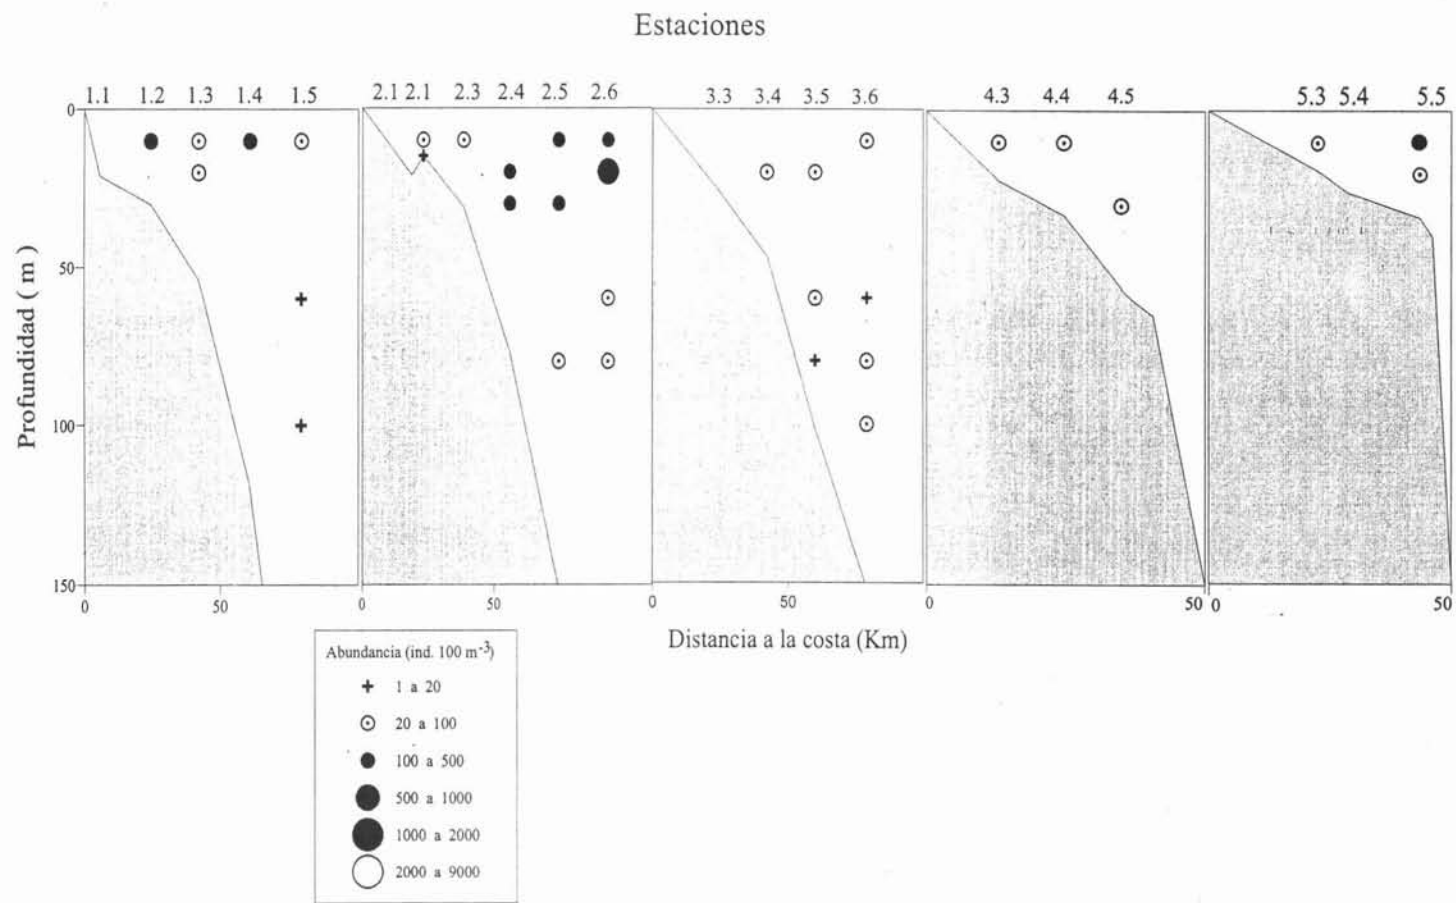 Estaciones
1.1 1.2 1.3 1.4 1.5 2.1 2.1 2.3 2.4 2.5 2.6 3.3 3.4 3.5 3.6 4.3 4.4 4.5 5.3 5.4 5.5
0
50
100
150
Profundidad ( m )
0 50 0 50 0 50 0 50 0 50
Distancia a la costa (Km)
Abundancia (ind. 100 m⁻³)
1 a 20
20 a 100
100 a 500
500 a 1000
1000 a 2000
2000 a 9000